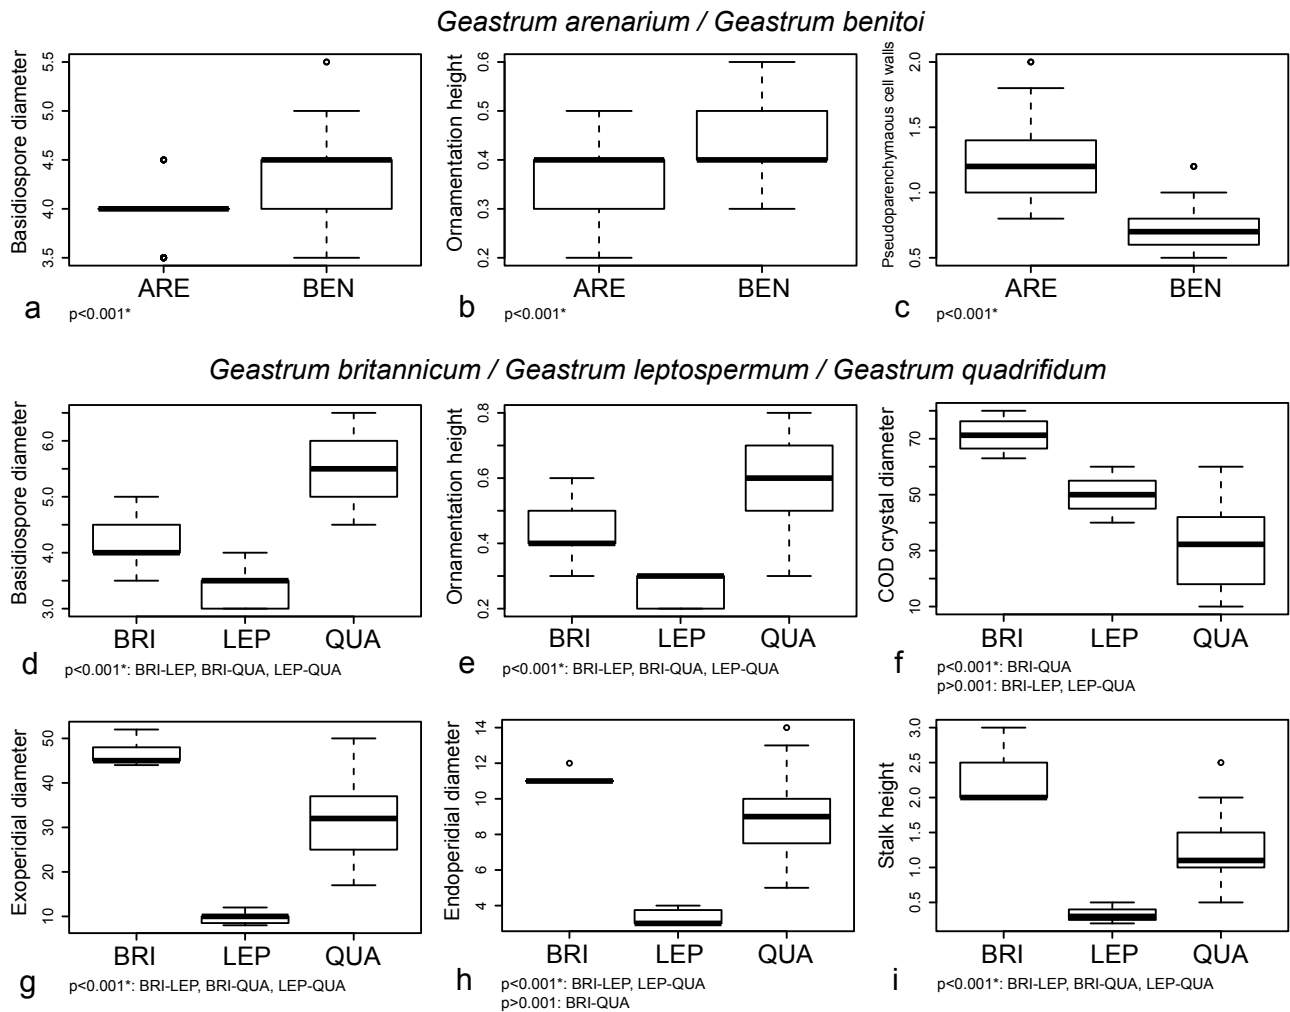 Geastrum arenarium / Geastrum benitoi
Basidiospore diameter
3.5 4.0 4.5 5.0 5.5
ARE BEN
a
p<0.001*
Ornamentation height
0.2 0.3 0.4 0.5 0.6
ARE BEN
b
p<0.001*
Pseudoparenchymaous cell walls
0.5 1.0 1.5 2.0
ARE BEN
c
p<0.001*
Geastrum britannicum / Geastrum leptospermum / Geastrum quadrifidum
Basidiospore diameter
3.0 4.0 5.0 6.0
BRI LEP QUA
d
p<0.001*: BRI-LEP, BRI-QUA, LEP-QUA
Ornamentation height
0.2 0.4 0.6 0.8
BRI LEP QUA
e
p<0.001*: BRI-LEP, BRI-QUA, LEP-QUA
COD crystal diameter
10 30 50 70
BRI LEP QUA
f
p<0.001*: BRI-QUA
p>0.001: BRI-LEP, LEP-QUA
Exoperidial diameter
10 20 30 40 50
BRI LEP QUA
g
p<0.001*: BRI-LEP, BRI-QUA, LEP-QUA
Endoperidial diameter
4 6 8 10 12 14
BRI LEP QUA
h
p<0.001*: BRI-LEP, LEP-QUA
p>0.001: BRI-QUA
Stalk height
0.5 1.0 1.5 2.0 2.5 3.0
BRI LEP QUA
i
p<0.001*: BRI-LEP, BRI-QUA, LEP-QUA